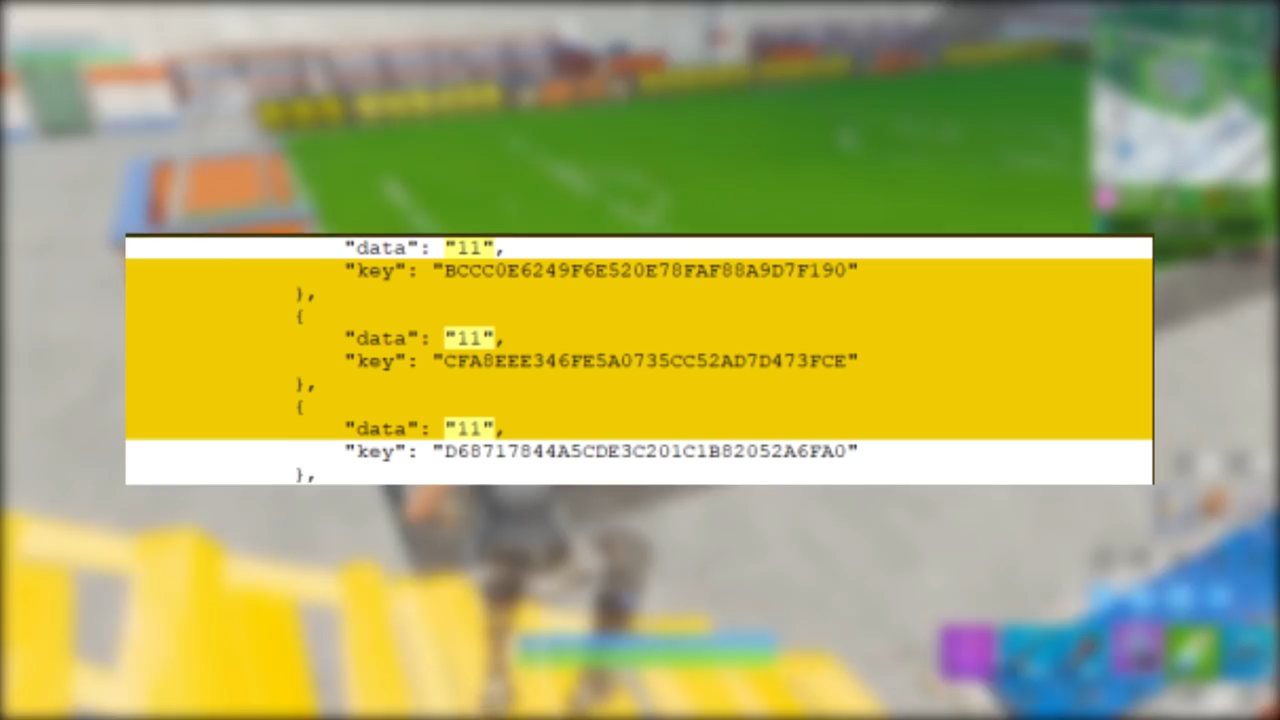 "data": "11",
"key": "BCCC0E6249F6E520E78FAF88A9D7F190"
},
{
"data": "11",
"key": "CFA8EEE346FE5A0735CC52AD7D473FCE"
},
{
"data": "11",
"key": "D68717844A5CDE3C201C1B82052A6FA0"
},